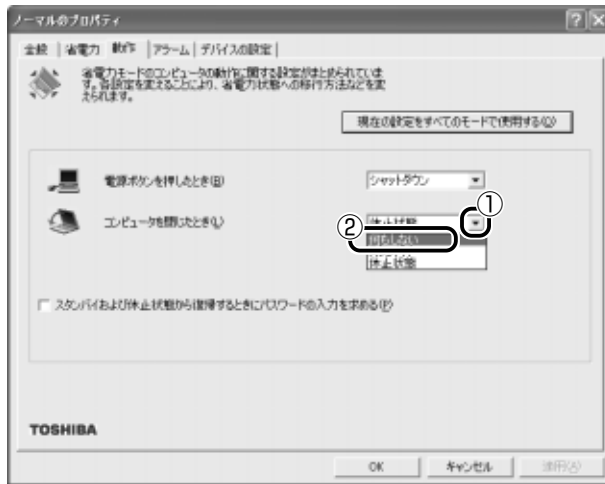 ノーマルのプロパティ
全般 省電力 動作 アラーム デバイスの設定
省電力モードのコンピュータの動作に関する設定がまとめられていま
す。各設定を変えることにより、省電力状態への移行方法などを変
えられます。
現在の設定をすべてのモードで使用する(Q)
電源ボタンを押したとき(B)
シャットダウン
①
コンピュータを閉じたとき(L)
休止状態
②
何もしない
休止状態
スタンバイおよび休止状態から復帰するときにパスワードの入力を求める(P)
TOSHIBA
OK キャンセル 適用(A)